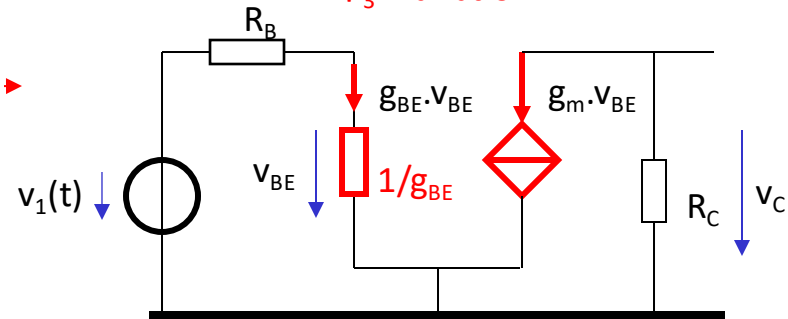 R_B
g_BE.v_BE
g_m.v_BE
v_BE
1/g_BE
v_1(t)
R_C
v_C